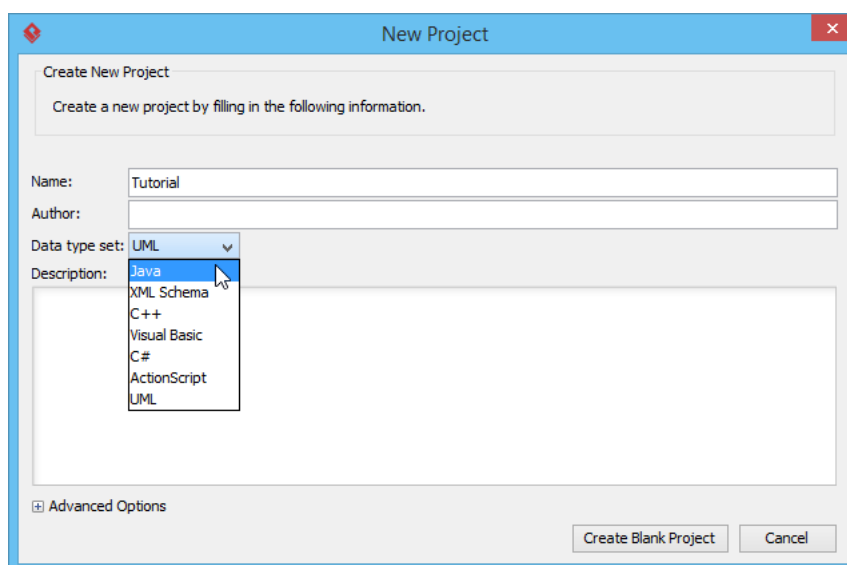 New Project
Create New Project
Create a new project by filling in the following information.
Name: Tutorial
Author:
Data type set: UML
Description:
Java
XML Schema
C++
Visual Basic
C#
ActionScript
UML
Advanced Options
Create Blank Project Cancel